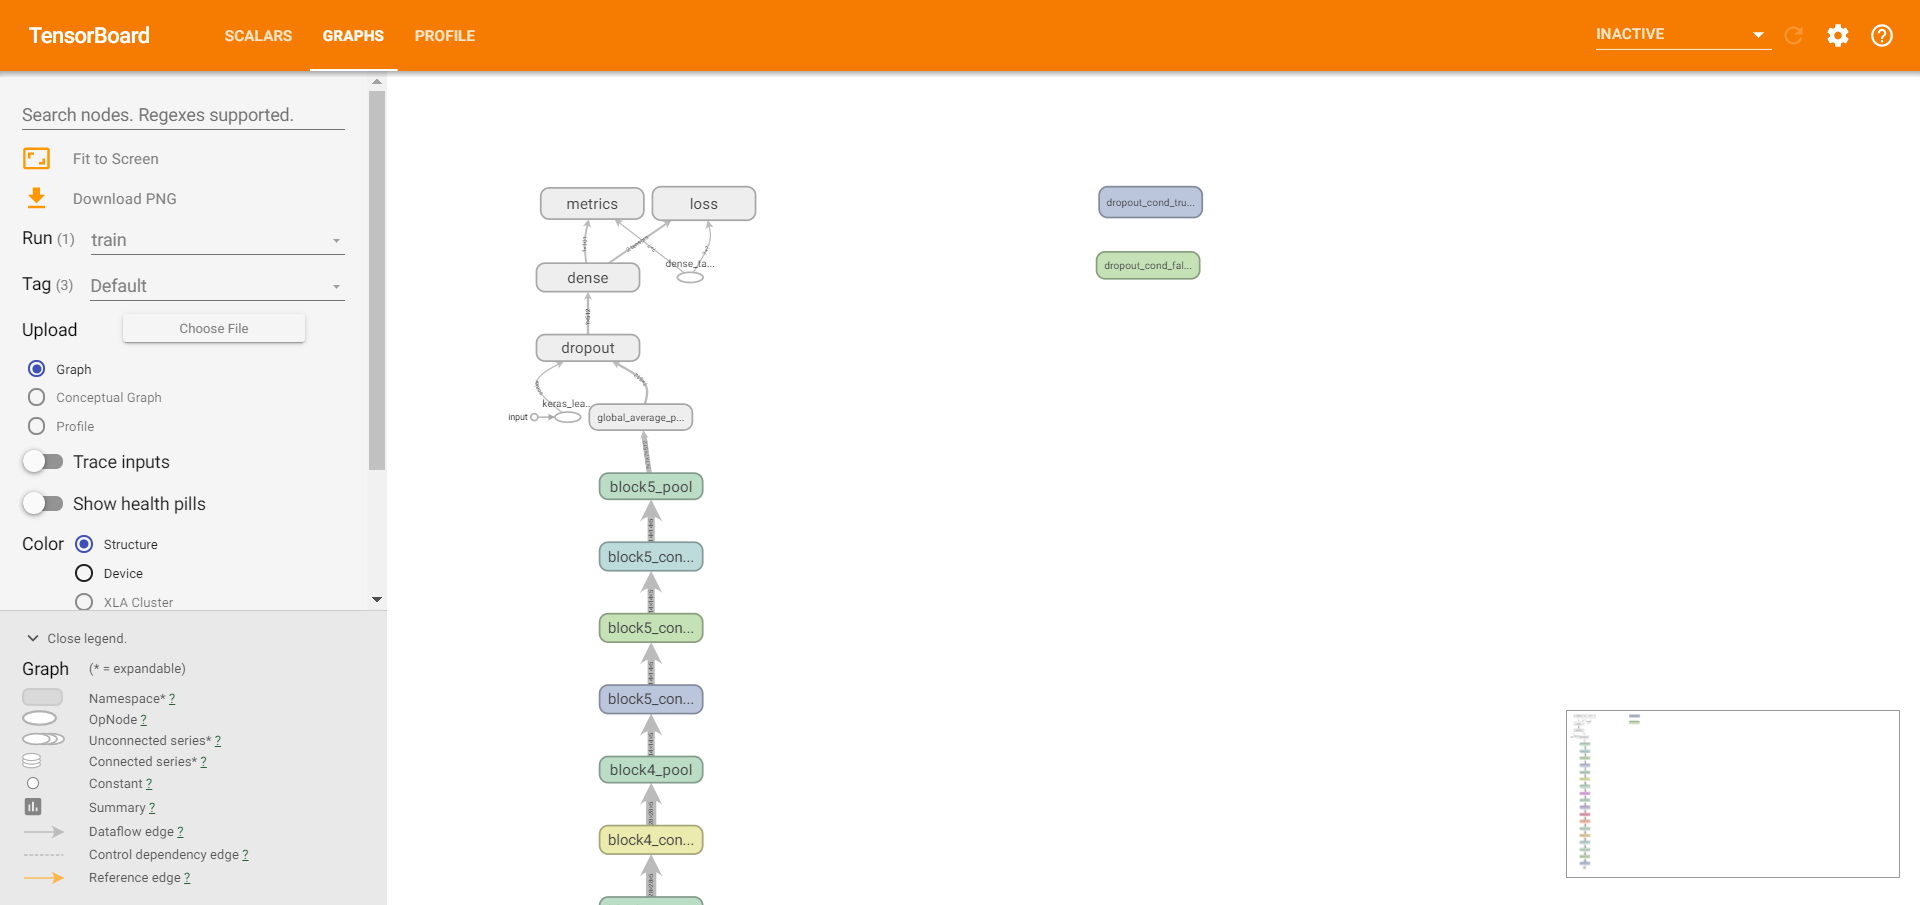 TensorBoard
SCALARS
GRAPHS
PROFILE
INACTIVE
Search nodes. Regexes supported.
Fit to Screen
Download PNG
Run (1) train
Tag (3) Default
Upload Choose File
Graph
Conceptual Graph
Profile
Trace inputs
Show health pills
Color Structure
Device
XLA Cluster
Close legend.
Graph (* = expandable)
Namespace* ?
OpNode ?
Unconnected series* ?
Connected series* ?
Constant ?
Summary ?
Dataflow edge ?
Control dependency edge ?
Reference edge ?
metrics
loss
dense_ta...
dense
dropout
keras_lea...
input
global_average_p...
block5_pool
block5_con...
block5_con...
block5_con...
block4_pool
block4_con...
dropout_cond_tru...
dropout_cond_fal...